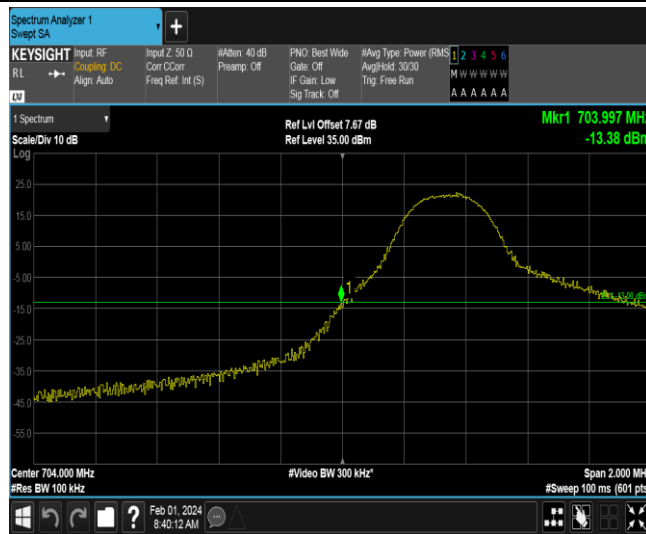 Spectrum Analyzer 1
Swept SA
+
KEYSIGHT
RL
LXI
Input: RF
Coupling: DC
Align: Auto
Input Z: 50 Ω
Corr CCorr
Freq Ref: Int (S)
#Atten: 40 dB
Preamp: Off
PNO: Best Wide
Gate: Off
IF Gain: Low
Sig Track: Off
#Avg Type: Power (RMS
Avg|Hold: 30/30
Trig: Free Run
1 2 3 4 5 6
M W W W W W
A A A A A A
1 Spectrum
Scale/Div 10 dB
Log
Ref Lvl Offset 7.67 dB
Ref Level 35.00 dBm
Mkr1 703.997 MHz
-13.38 dBm
25.0
15.0
5.00
-5.00
-15.0
-25.0
-35.0
-45.0
-55.0
1
Center 704.000 MHz
#Res BW 100 kHz
#Video BW 300 kHz*
Span 2.000 MH
#Sweep 100 ms (601 pts
?
Feb 01, 2024
8:40:12 AM